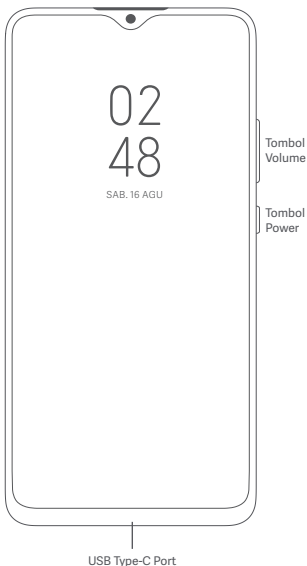 02
48
SAB. 16 AGU
Tombol
Volume
Tombol
Power
USB Type-C Port